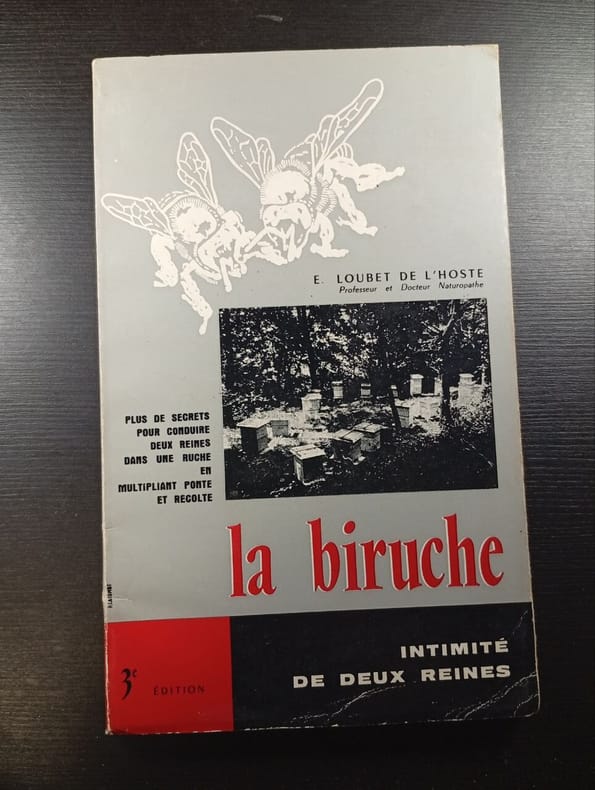 E. LOUBET DE L'HOSTE
Professeur et Docteur Naturopathe
PLUS DE SECRETS
POUR CONDUIRE
DEUX REINES
DANS UNE RUCHE
EN
MULTIPLIANT PONTE
ET RECOLTE
la biruche
3e ÉDITION
INTIMITÉ
DE DEUX REINES